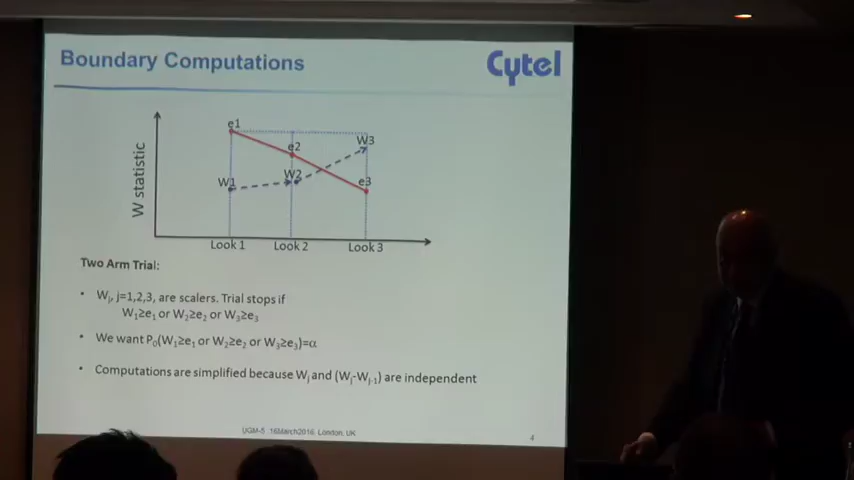 Boundary Computations
Cytel
e1
e2
W3
W1
W2
e3
W statistic
Look 1
Look 2
Look 3
Two Arm Trial:
• Wj, j=1,2,3, are scalers. Trial stops if
W1≥e1 or W2≥e2 or W3≥e3
• We want P0(W1≥e1 or W2≥e2 or W3≥e3)=α
• Computations are simplified because Wj and (Wj-Wj-1) are independent
UGM-5 16March2016, London, UK
4